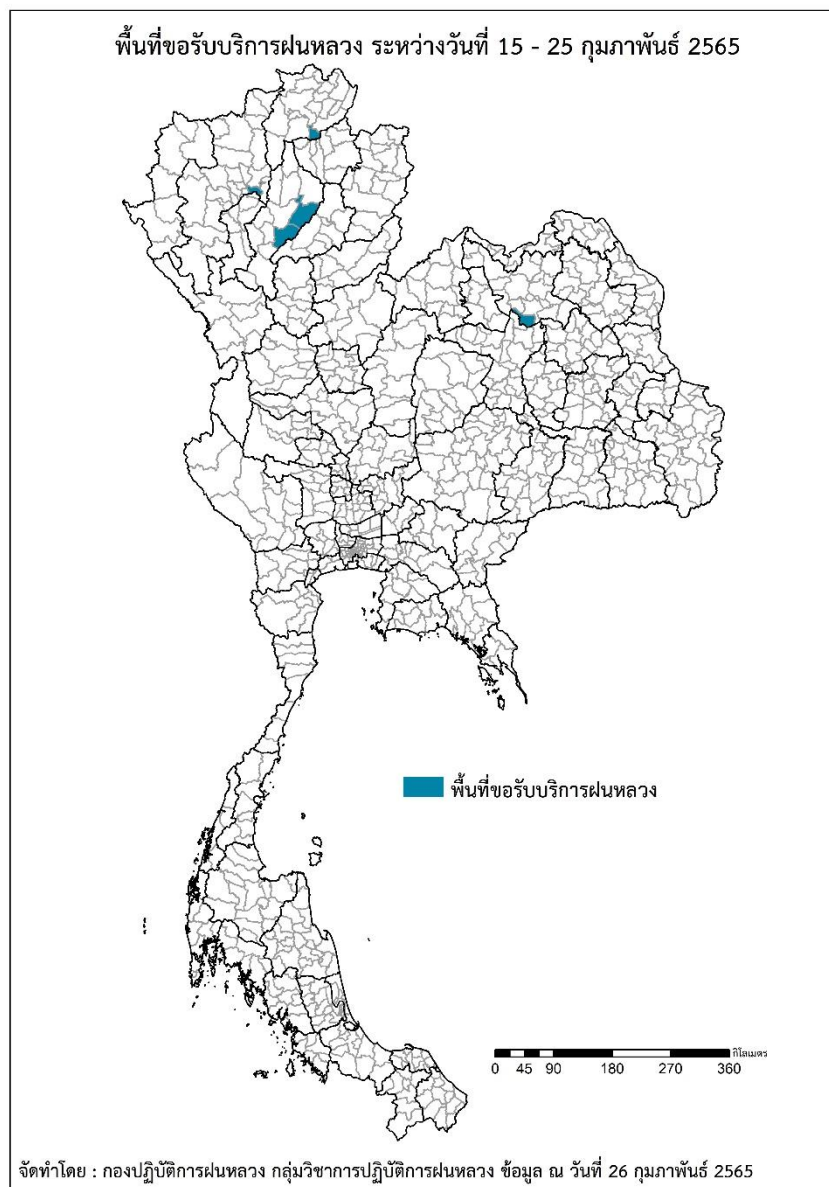 พื้นที่ขอรับบริการฝนหลวง ระหว่างวันที่ 15 - 25 กุมภาพันธ์ 2565
พื้นที่ขอรับบริการฝนหลวง
กิโลเมตร
0 45 90 180 270 360
จัดทำโดย : กองปฏิบัติการฝนหลวง กลุ่มวิชาการปฏิบัติการฝนหลวง ข้อมูล ณ วันที่ 26 กุมภาพันธ์ 2565